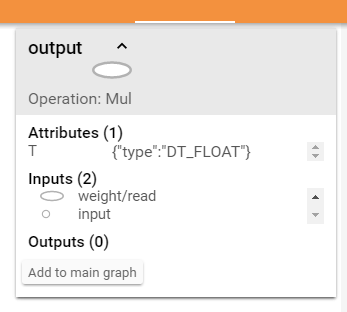 output
Operation: Mul
Attributes (1)
T {"type":"DT_FLOAT"}
Inputs (2)
weight/read
input
Outputs (0)
Add to main graph